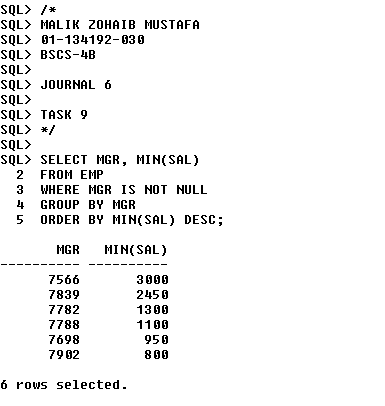 SQL> /*
SQL> MALIK ZOHAIB MUSTAFA
SQL> 01-134192-030
SQL> BSCS-4B
SQL>
SQL> JOURNAL 6
SQL>
SQL> TASK 9
SQL> */
SQL>
SQL> SELECT MGR, MIN(SAL)
  2  FROM EMP
  3  WHERE MGR IS NOT NULL
  4  GROUP BY MGR
  5  ORDER BY MIN(SAL) DESC;

       MGR   MIN(SAL)
---------- ----------
      7566       3000
      7839       2450
      7782       1300
      7788       1100
      7698        950
      7902        800

6 rows selected.